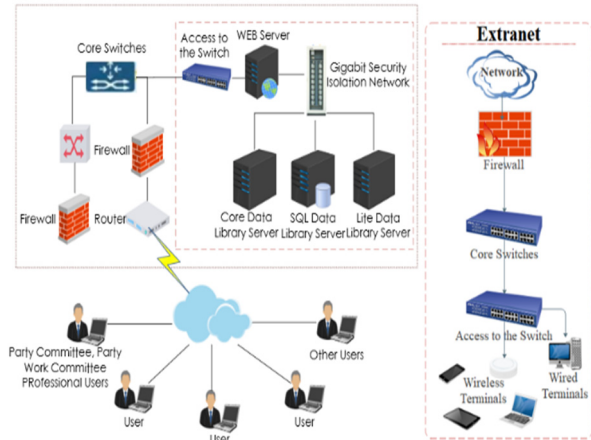 Core Switches
Access to
the Switch
WEB Server
Gigabit Security
Isolation Network
Firewall
Firewall
Router
Core Data
Library Server
SQL Data
Library Server
Lite Data
Library Server
Party Committee, Party
Work Committee
PRofessional Users
User
User
User
Other Users
Extranet
Network
Firewall
Core Switches
Access to the Switch
Wireless
Terminals
Wired
Terminals